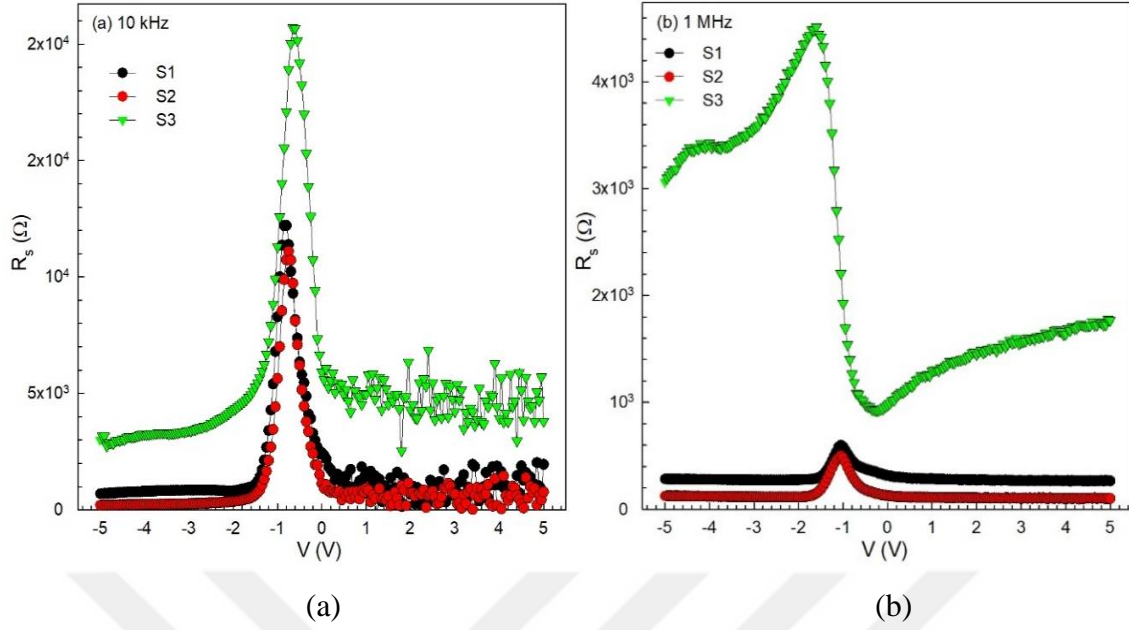 (a) 10 kHz
S1
S2
S3
2x10⁴
2x10⁴
10⁴
5x10³
0
Rₛ (Ω)
-5 -4 -3 -2 -1 0 1 2 3 4 5
V (V)
(b) 1 MHz
S1
S2
S3
4x10³
3x10³
2x10³
10³
0
Rₛ (Ω)
-5 -4 -3 -2 -1 0 1 2 3 4 5
V (V)
(a)
(b)